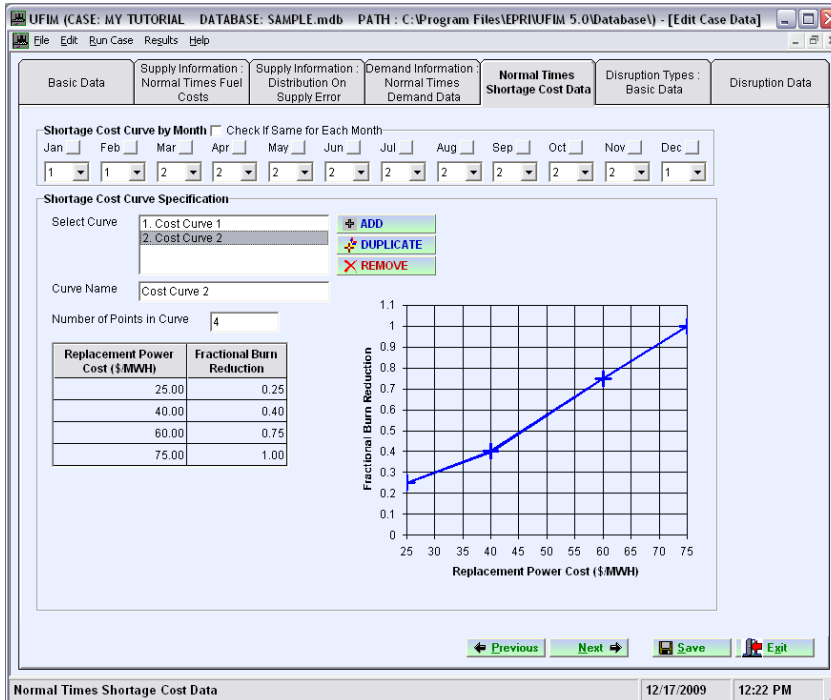 UFIM (CASE: MY TUTORIAL DATABASE: SAMPLE.mdb PATH : C:\Program Files\EPRI\UFIM 5.0\Database\) - [Edit Case Data]
File Edit Run Case Results Help
Basic Data
Supply Information :
Normal Times Fuel
Costs
Supply Information :
Distribution On
Supply Error
Demand Information :
Normal Times
Demand Data
Normal Times
Shortage Cost Data
Disruption Types :
Basic Data
Disruption Data
Shortage Cost Curve by Month Check If Same for Each Month
Jan Feb Mar Apr May Jun Jul Aug Sep Oct Nov Dec
1 1 2 2 2 2 2 2 2 2 2 1
Shortage Cost Curve Specification
Select Curve
1. Cost Curve 1
2. Cost Curve 2
ADD
DUPLICATE
REMOVE
Curve Name Cost Curve 2
Number of Points in Curve 4
Replacement Power
Cost ($/MWH)
Fractional Burn
Reduction
25.00 0.25
40.00 0.40
60.00 0.75
75.00 1.00
Fractional Burn Reduction
1.1
1
0.9
0.8
0.7
0.6
0.5
0.4
0.3
0.2
0.1
0
25 30 35 40 45 50 55 60 65 70 75
Replacement Power Cost ($/MWH)
Previous Next Save Exit
Normal Times Shortage Cost Data 12/17/2009 12:22 PM